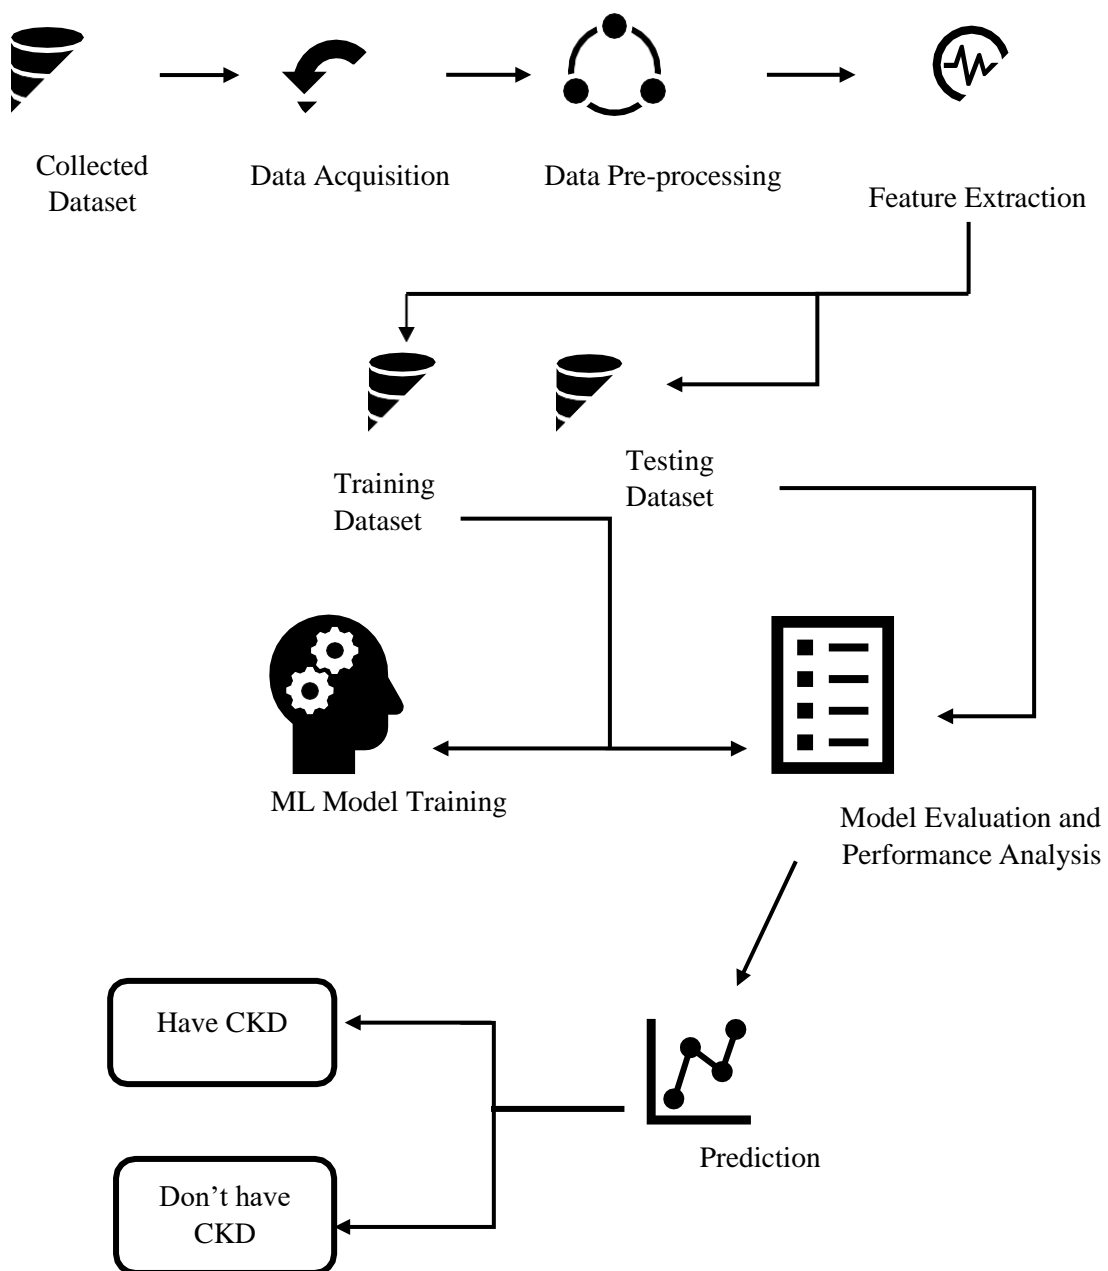 Collected
Dataset
Data Acquisition
Data Pre-processing
Feature Extraction
Training
Dataset
Testing
Dataset
ML Model Training
Model Evaluation and
Performance Analysis
Have CKD
Prediction
Don’t have
CKD